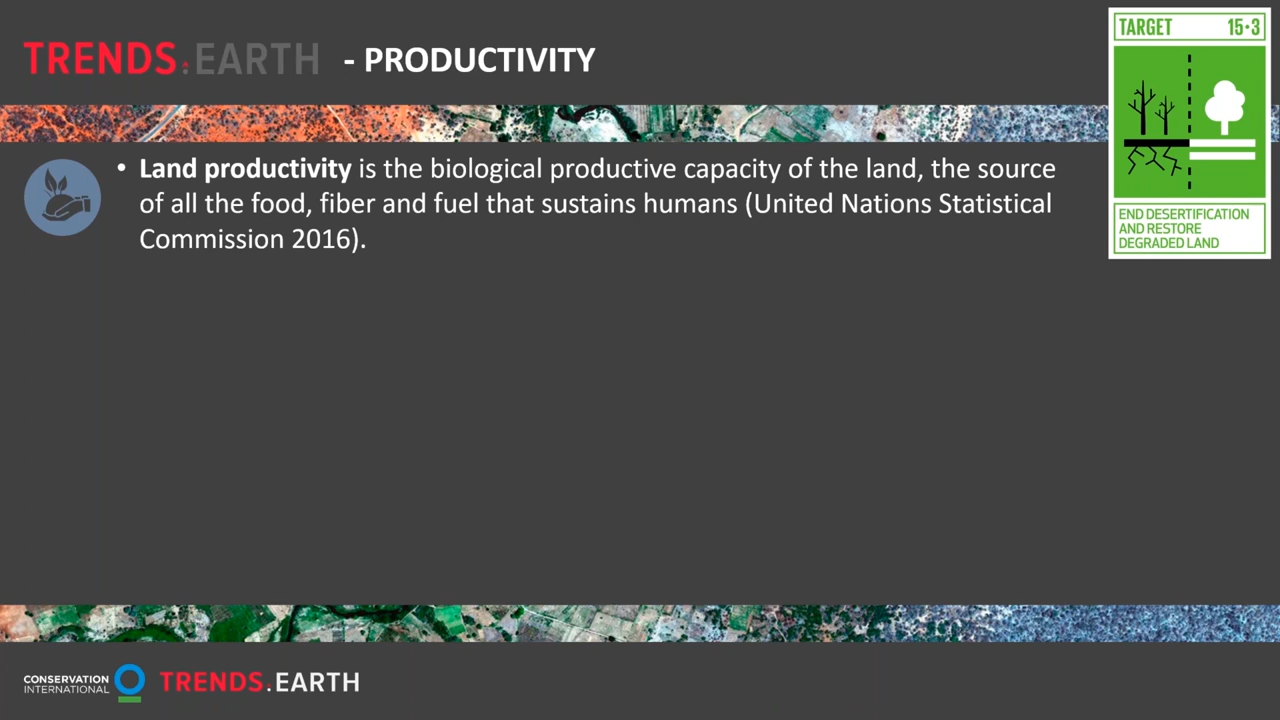 TRENDS.EARTH - PRODUCTIVITY
TARGET 15•3
• Land productivity is the biological productive capacity of the land, the source
of all the food, fiber and fuel that sustains humans (United Nations Statistical
Commission 2016).
END DESERTIFICATION
AND RESTORE
DEGRADED LAND
CONSERVATION
INTERNATIONAL
TRENDS.EARTH